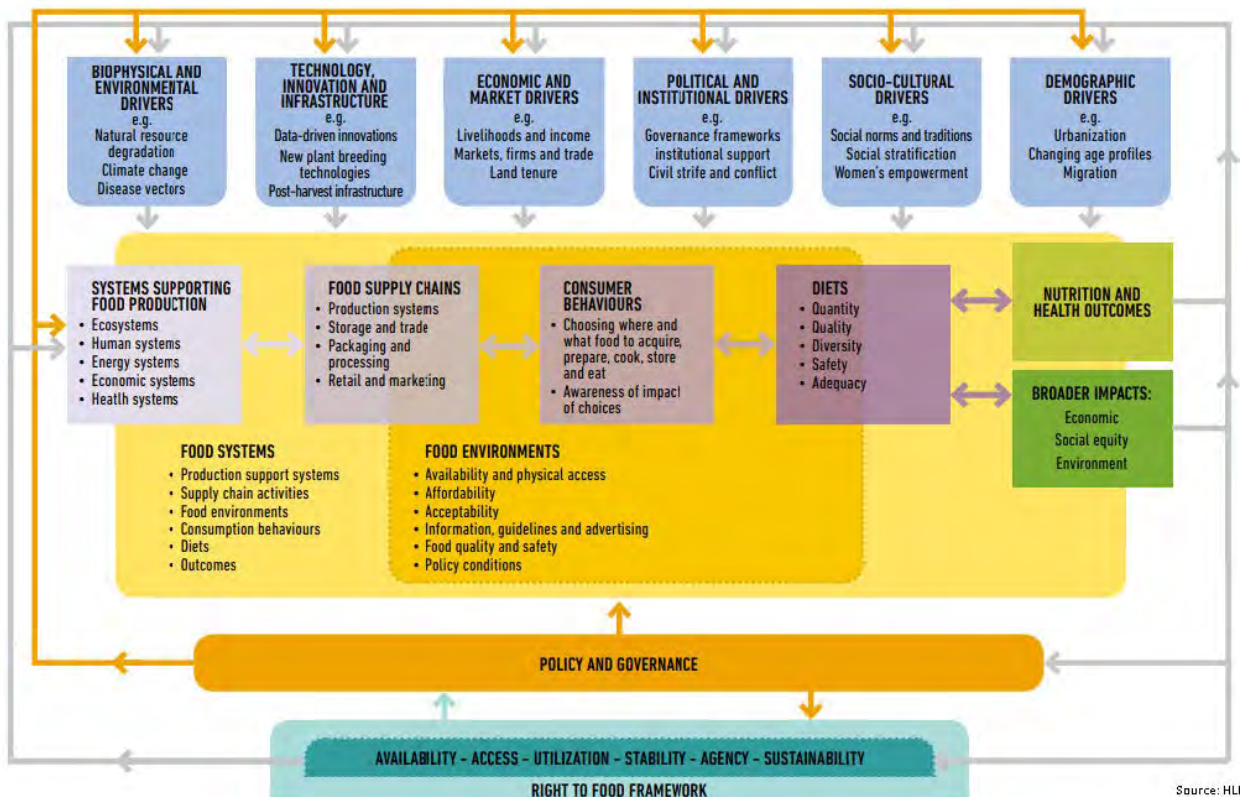 BIOPHYSICAL AND
ENVIRONMENTAL
DRIVERS
e.g.
Natural resource
degradation
Climate change
Disease vectors
TECHNOLOGY,
INNOVATION AND
INFRASTRUCTURE
e.g.
Data-driven innovations
New plant breeding
technologies
Post-harvest infrastructure
ECONOMIC AND
MARKET DRIVERS
e.g.
Livelihoods and income
Markets, firms and trade
Land tenure
POLITICAL AND
INSTITUTIONAL DRIVERS
e.g.
Governance frameworks
institutional support
Civil strife and conflict
SOCIO-CULTURAL
DRIVERS
e.g.
Social norms and traditions
Social stratification
Women's empowerment
DEMOGRAPHIC
DRIVERS
e.g.
Urbanization
Changing age profiles
Migration
SYSTEMS SUPPORTING
FOOD PRODUCTION
• Ecosystems
• Human systems
• Energy systems
• Economic systems
• Health systems
FOOD SUPPLY CHAINS
• Production systems
• Storage and trade
• Packaging and
processing
• Retail and marketing
CONSUMER
BEHAVIOURS
• Choosing where and
what food to acquire,
prepare, cook, store
and eat
• Awareness of impact
of choices
DIETS
• Quantity
• Quality
• Diversity
• Safety
• Adequacy
NUTRITION AND
HEALTH OUTCOMES
BROADER IMPACTS:
Economic
Social equity
Environment
FOOD SYSTEMS
• Production support systems
• Supply chain activities
• Food environments
• Consumption behaviours
• Diets
• Outcomes
FOOD ENVIRONMENTS
• Availability and physical access
• Affordability
• Acceptability
• Information, guidelines and advertising
• Food quality and safety
• Policy conditions
POLICY AND GOVERNANCE
AVAILABILITY – ACCESS – UTILIZATION – STABILITY – AGENCY – SUSTAINABILITY
RIGHT TO FOOD FRAMEWORK
Source: